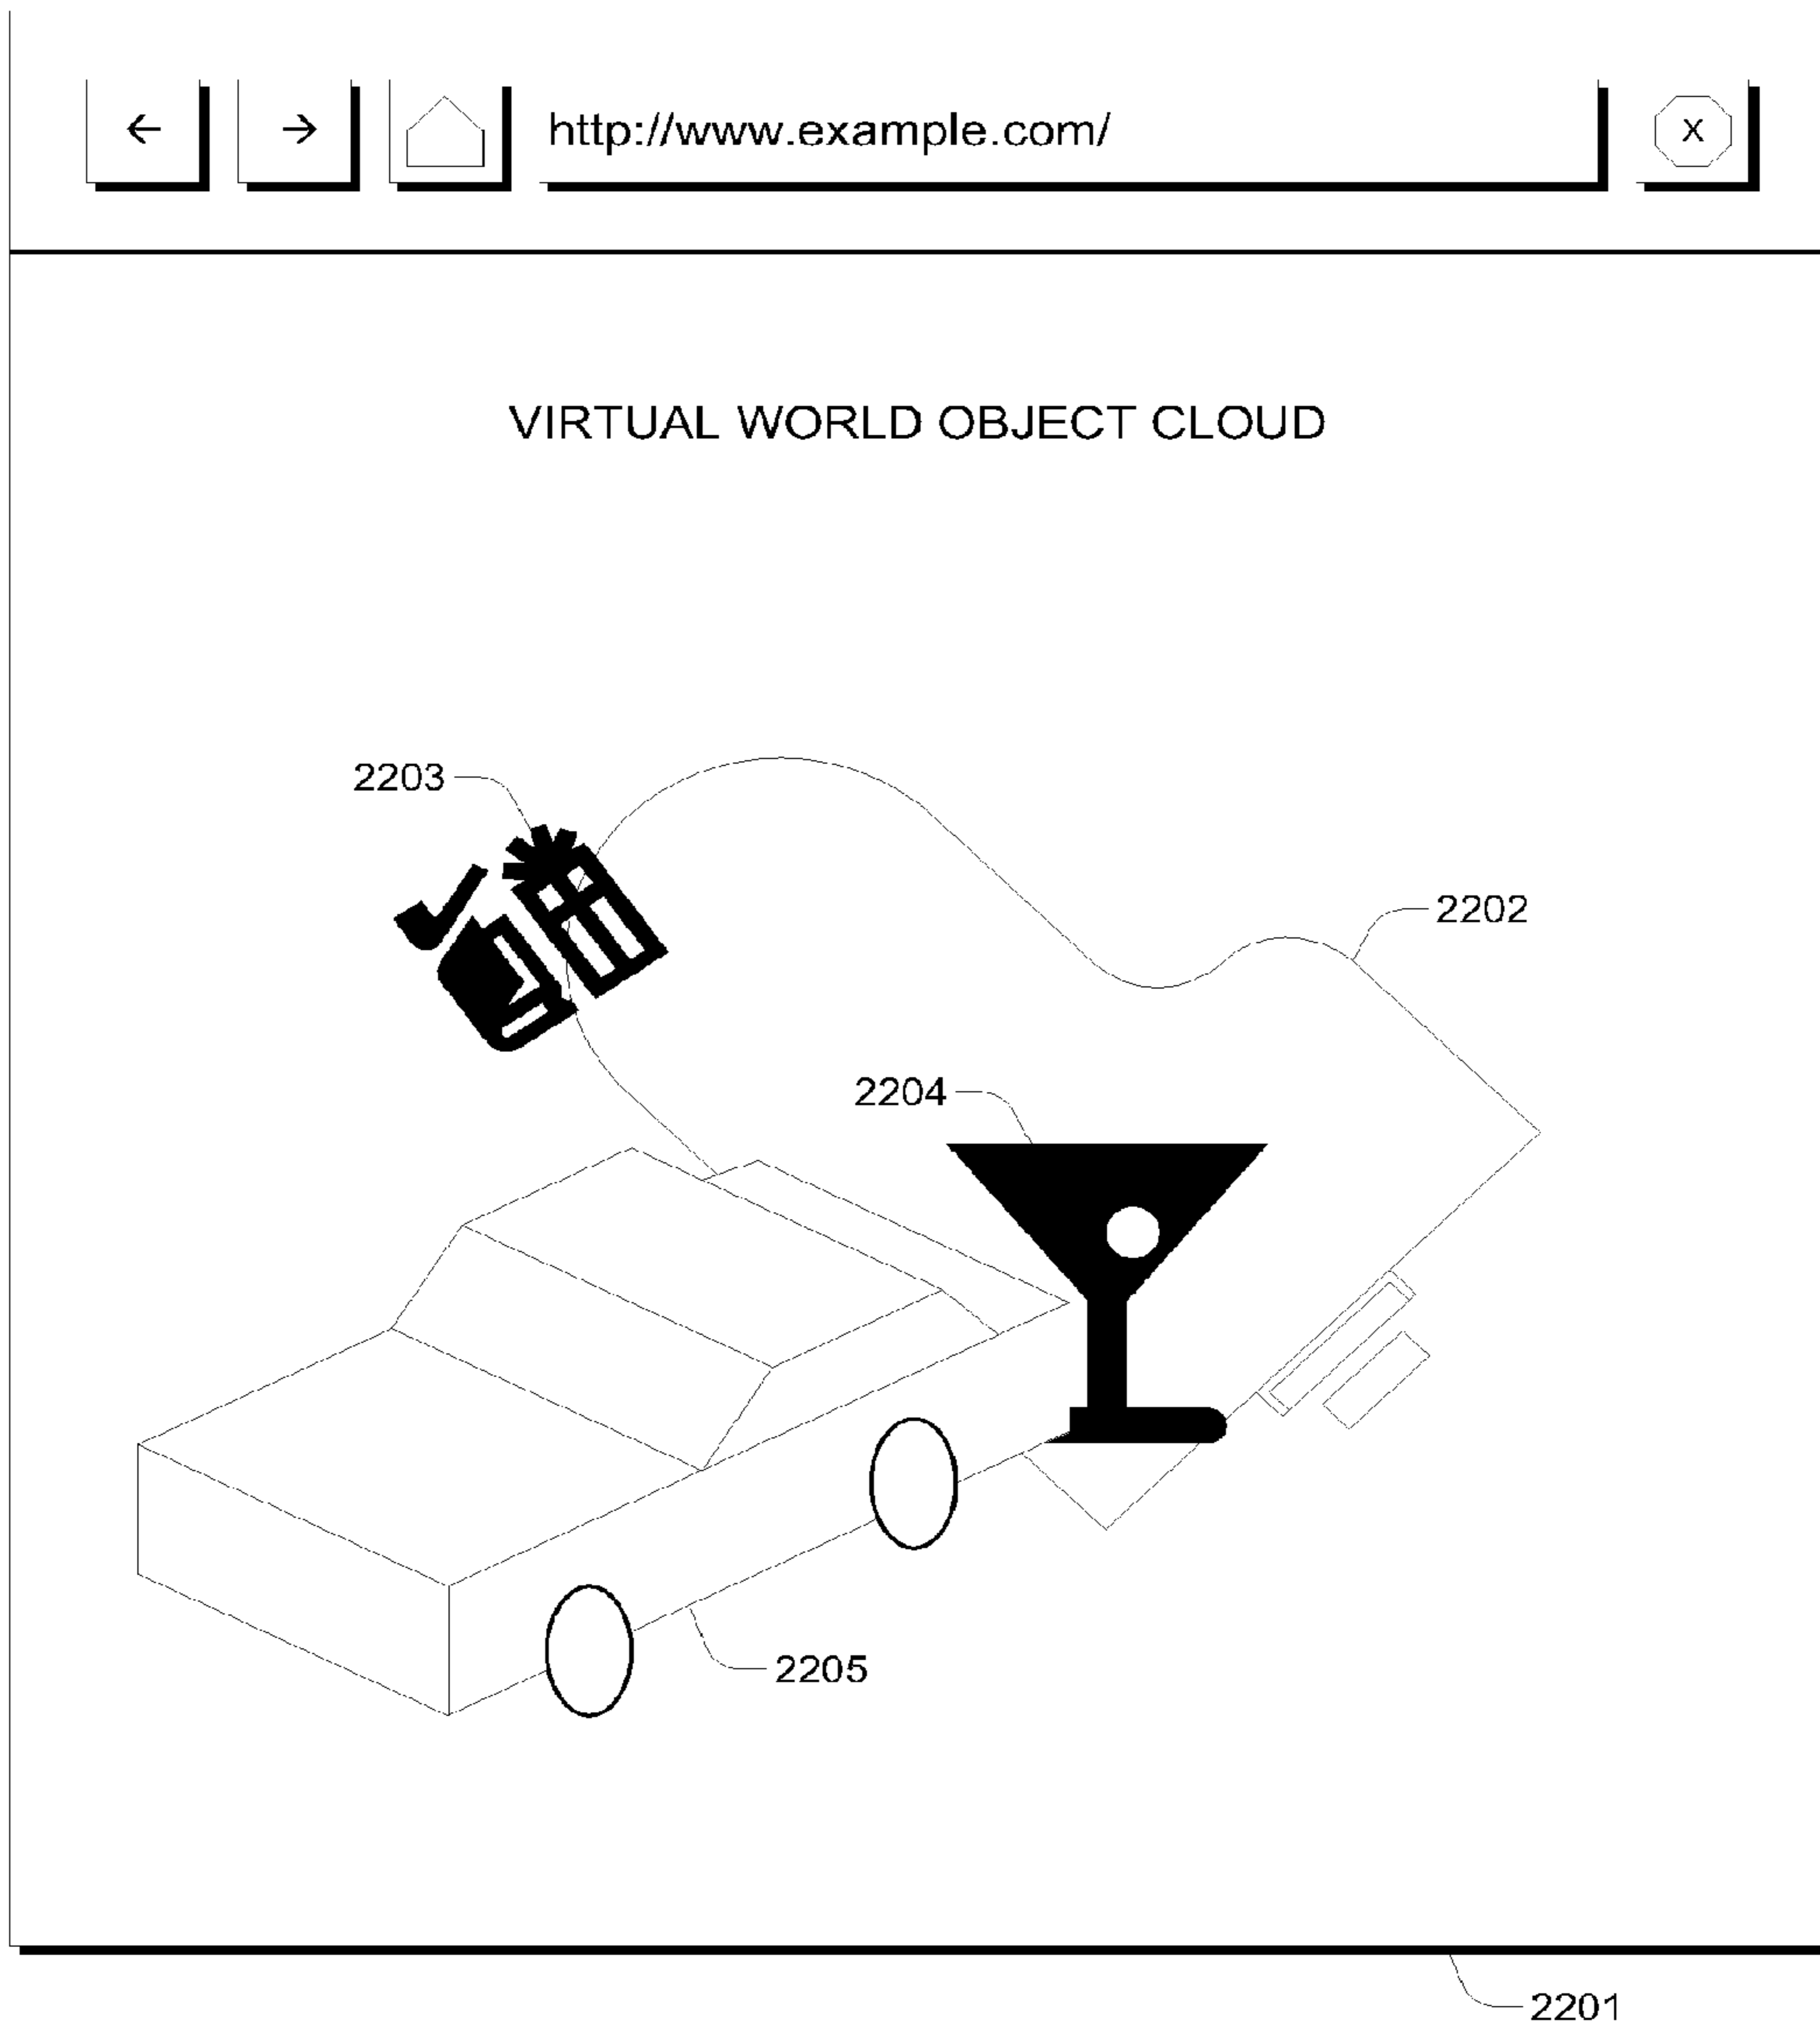 ← → http://www.example.com/ X
VIRTUAL WORLD OBJECT CLOUD
2203
2202
2204
2205
2201